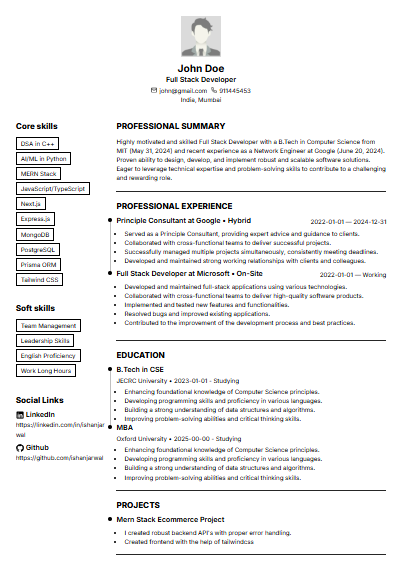 John Doe
Full Stack Developer
john@gmail.com 911445453
India, Mumbai
Core skills
DSA in C++
AI/ML in Python
MERN Stack
JavaScript/TypeScript
Next.js
Express.js
MongoDB
PostgreSQL
Prisma ORM
Tailwind CSS
Soft skills
Team Management
Leadership Skills
English Proficiency
Work Long Hours
Social Links
LinkedIn
https://linkedin.com/in/ishanjar
wal
Github
https://github.com/ishanjarwal
PROFESSIONAL SUMMARY
Highly motivated and skilled Full Stack Developer with a B.Tech in Computer Science from
MIT (May 31, 2024) and recent experience as a Network Engineer at Google (June 20, 2024).
Proven ability to design, develop, and implement robust and scalable software solutions.
Eager to leverage technical expertise and problem-solving skills to contribute to a challenging
and rewarding role.
PROFESSIONAL EXPERIENCE
Principle Consultant at Google • Hybrid 2022-01-01 — 2024-12-31
• Served as a Principle Consultant, providing expert advice and guidance to clients.
• Collaborated with cross-functional teams to deliver successful projects.
• Successfully managed multiple projects simultaneously, consistently meeting deadlines.
• Developed and maintained strong working relationships with clients and colleagues.
Full Stack Developer at Microsoft • On-Site 2022-01-01 — Working
• Developed and maintained full-stack applications using various technologies.
• Collaborated with cross-functional teams to deliver high-quality software products.
• Implemented and tested new features and functionalities.
• Resolved bugs and improved existing applications.
• Contributed to the improvement of the development process and best practices.
EDUCATION
B.Tech in CSE
JECRC University • 2023-01-01 - Studying
• Enhancing foundational knowledge of Computer Science principles.
• Developing programming skills and proficiency in various languages.
• Building a strong understanding of data structures and algorithms.
• Improving problem-solving abilities and critical thinking skills.
MBA
Oxford University • 2025-00-00 - Studying
• Enhancing foundational knowledge of Computer Science principles.
• Developing programming skills and proficiency in various languages.
• Building a strong understanding of data structures and algorithms.
• Improving problem-solving abilities and critical thinking skills.
PROJECTS
Mern Stack Ecommerce Project
• I created robust backend API's with proper error handling.
• Created frontend with the help of tailwindcss